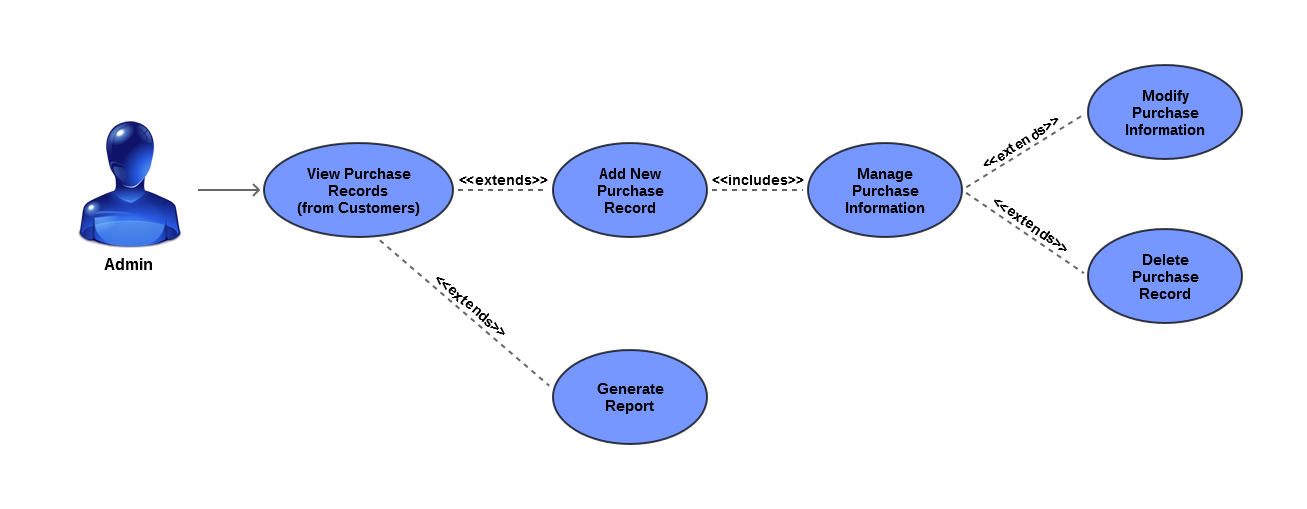 Admin
View Purchase
Records
(from Customers)
<<extends>>
Add New
Purchase
Record
<<includes>>
Manage
Purchase
Information
<<extends>>
Modify
Purchase
Information
<<extends>>
Delete
Purchase
Record
<<extends>>
Generate
Report